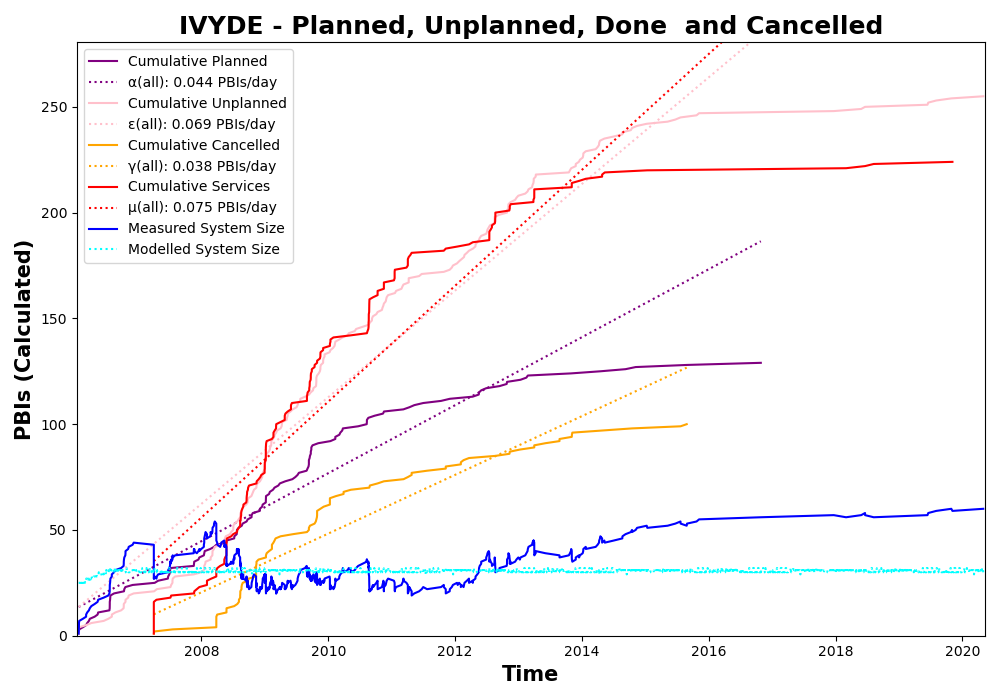 IVYDE - Planned, Unplanned, Done  and Cancelled
Cumulative Planned
α(all): 0.044 PBIs/day
Cumulative Unplanned
ε(all): 0.069 PBIs/day
Cumulative Cancelled
γ(all): 0.038 PBIs/day
Cumulative Services
μ(all): 0.075 PBIs/day
Measured System Size
Modelled System Size
PBIs (Calculated)
250
200
150
100
50
0
2008 2010 2012 2014 2016 2018 2020
Time